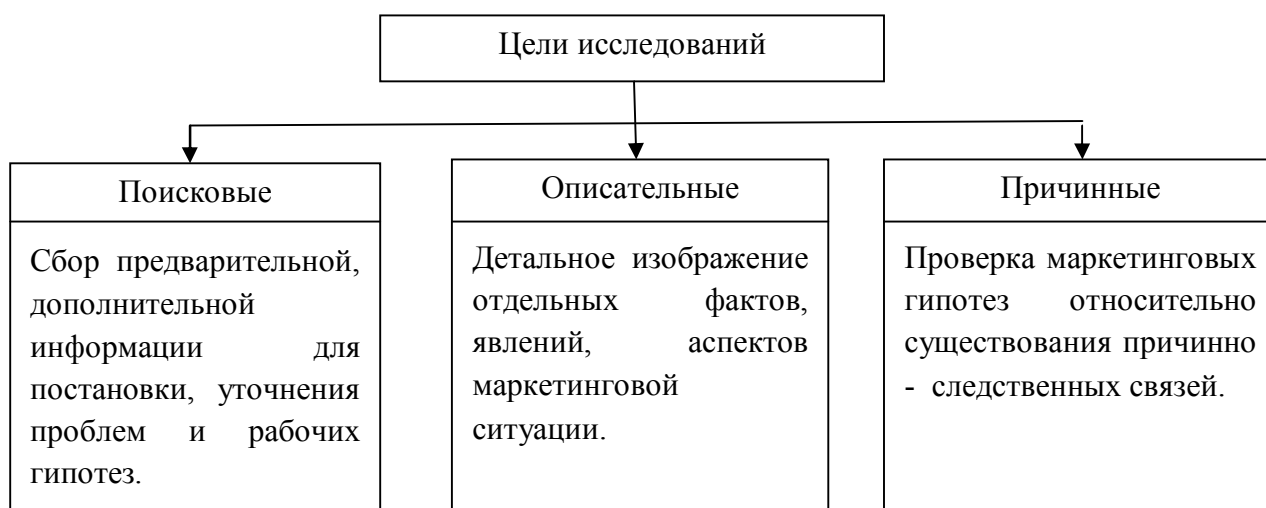 Цели исследований
Поисковые
Сбор предварительной,
дополнительной
информации для
постановки, уточнения
проблем и рабочих
гипотез.
Описательные
Детальное изображение
отдельных фактов,
явлений, аспектов
маркетинговой
ситуации.
Причинные
Проверка маркетинговых
гипотез относительно
существования причинно
- следственных связей.